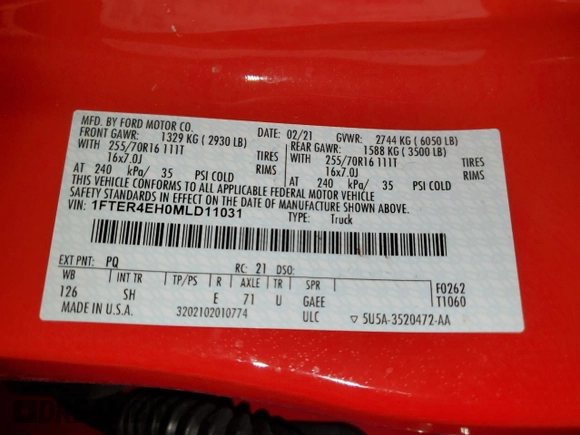 MFD. BY FORD MOTOR CO. DATE: 02/21 GVWR: 2744 KG ( 6050 LB)
FRONT GAWR: 1329 KG ( 2930 LB) REAR GAWR: 1588 KG ( 3500 LB)
WITH 255/70R16 111T TIRES WITH 255/70R16 111T TIRES
16x7.0J RIMS 16x7.0J RIMS
AT 240 kPa/ 35 PSI COLD AT 240 kPa/ 35 PSI COLD
THIS VEHICLE CONFORMS TO ALL APPLICABLE FEDERAL MOTOR VEHICLE
SAFETY STANDARDS IN EFFECT ON THE DATE OF MANUFACTURE SHOWN ABOVE.
VIN: 1FTER4EH0MLD11031 TYPE: Truck
EXT PNT: PQ RC: 21 DSO:
WB INT TR TP/PS R AXLE TR SPR F0262
126 SH E 71 U GAEE T1060
MADE IN U.S.A. 3202102010774 ULC ▽ 5U5A-3520472-AA